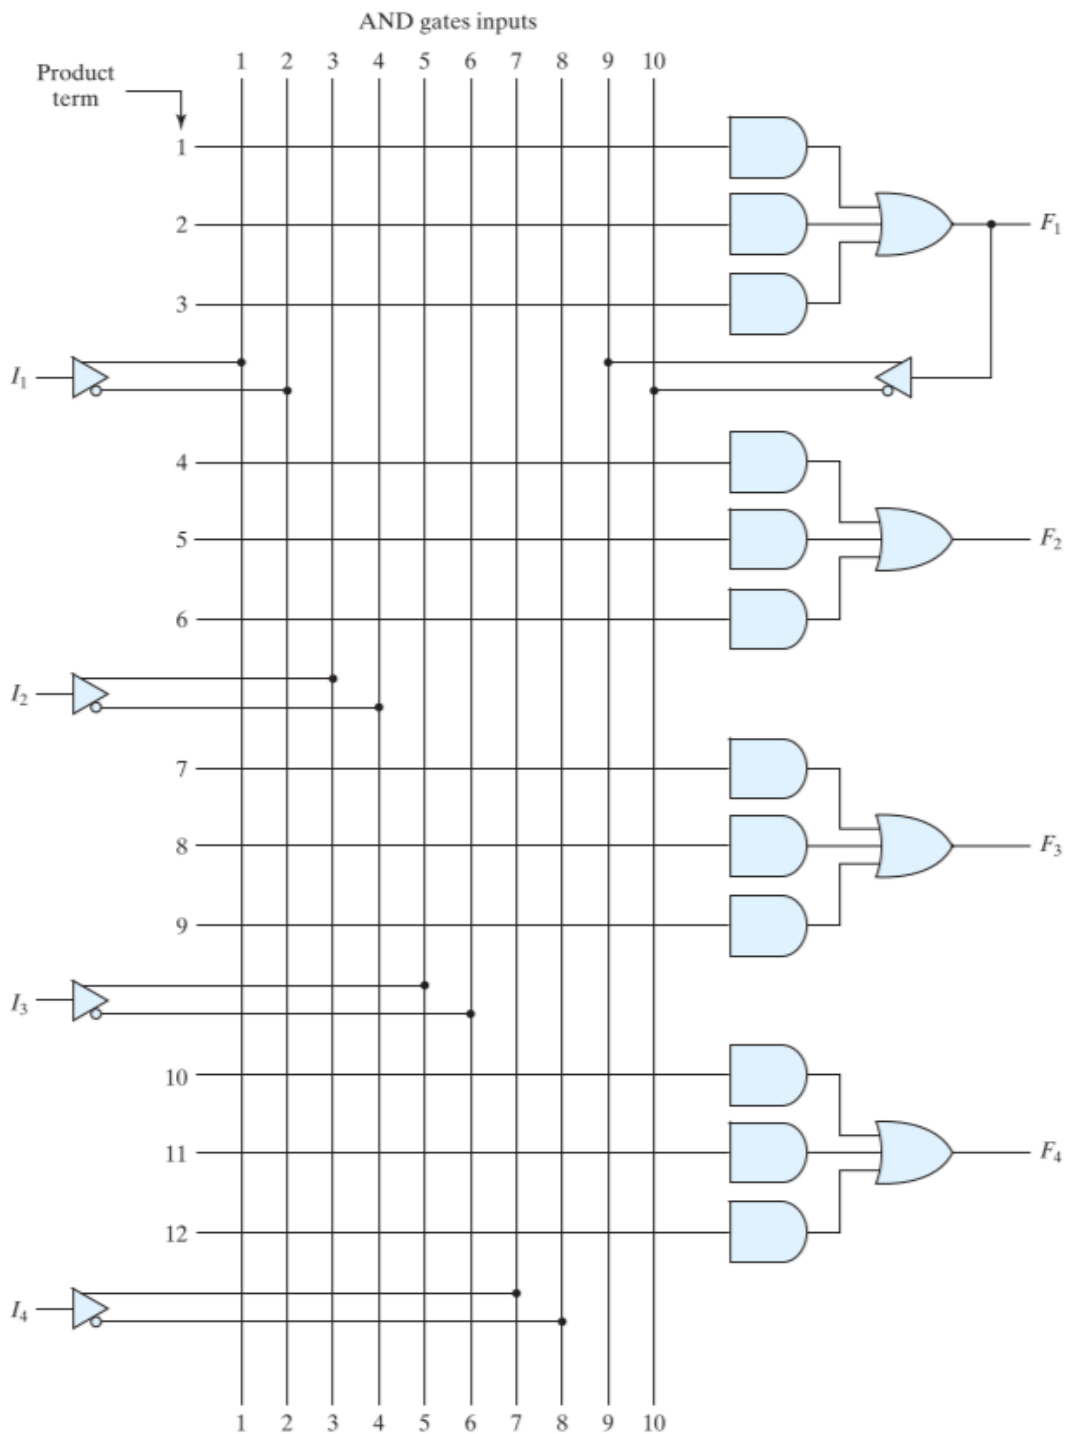 AND gates inputs
1 2 3 4 5 6 7 8 9 10
Product
term
1
2
F₁
3
I₁
4
5
F₂
6
I₂
7
8
F₃
9
I₃
10
11
F₄
12
I₄
1 2 3 4 5 6 7 8 9 10